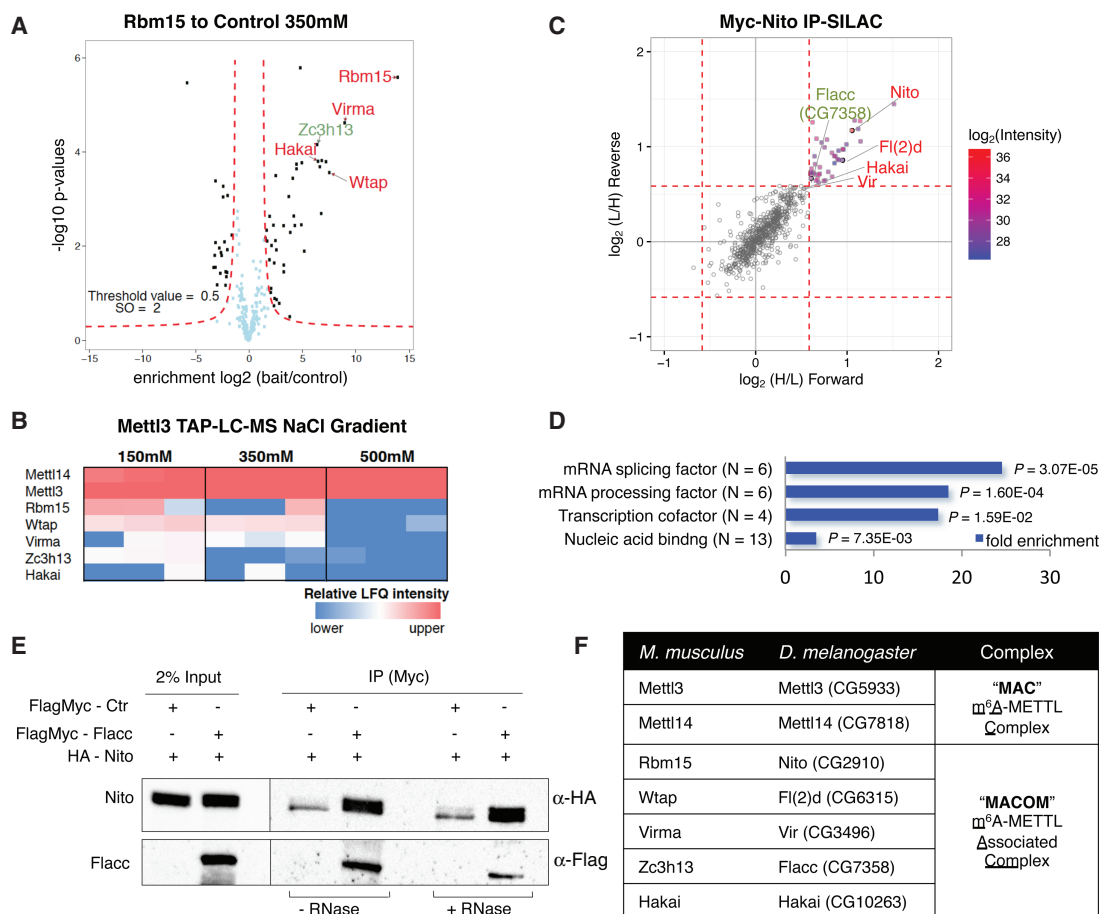 A
Rbm15 to Control 350mM
6
4
2
0
-log10 p-values
Rbm15
Virma
Zc3h13
Hakai
Wtap
Threshold value = 0.5
SO = 2
−15 −10 −5 0 5 10 15
enrichment log2 (bait/control)
C
Myc-Nito IP-SILAC
2
1
0
−1
log2 (L/H) Reverse
Flacc
(CG7358)
Nito
Fl(2)d
Hakai
Vir
−1 0 1 2
log2 (H/L) Forward
log2(Intensity)
36
34
32
30
28
B
Mettl3 TAP-LC-MS NaCl Gradient
150mM 350mM 500mM
Mettl14
Mettl3
Rbm15
Wtap
Virma
Zc3h13
Hakai
Relative LFQ intensity
lower upper
D
mRNA splicing factor (N = 6) P = 3.07E-05
mRNA processing factor (N = 6) P = 1.60E-04
Transcription cofactor (N = 4) P = 1.59E-02
Nucleic acid bindng (N = 13) P = 7.35E-03
fold enrichment
0 10 20 30
E
2% Input IP (Myc)
FlagMyc - Ctr + - + - + -
FlagMyc - Flacc - + - + - +
HA - Nito + + + + + +
Nito α-HA
Flacc α-Flag
- RNase + RNase
F
M. musculus D. melanogaster Complex
Mettl3 Mettl3 (CG5933)
Mettl14 Mettl14 (CG7818)
“MAC”
m6A-METTL
Complex
Rbm15 Nito (CG2910)
Wtap Fl(2)d (CG6315)
Virma Vir (CG3496)
Zc3h13 Flacc (CG7358)
Hakai Hakai (CG10263)
“MACOM”
m6A-METTL
Associated
Complex